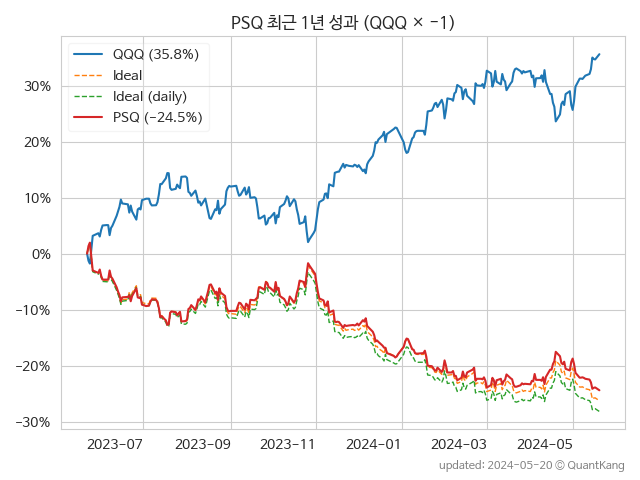 PSQ 최근 1년 성과 (QQQ × −1)
QQQ (35.8%)
Ideal
Ideal (daily)
PSQ (−24.5%)
30%
20%
10%
0%
−10%
−20%
−30%
2023-07
2023-09
2023-11
2024-01
2024-03
2024-05
updated: 2024-05-20 © QuantKang